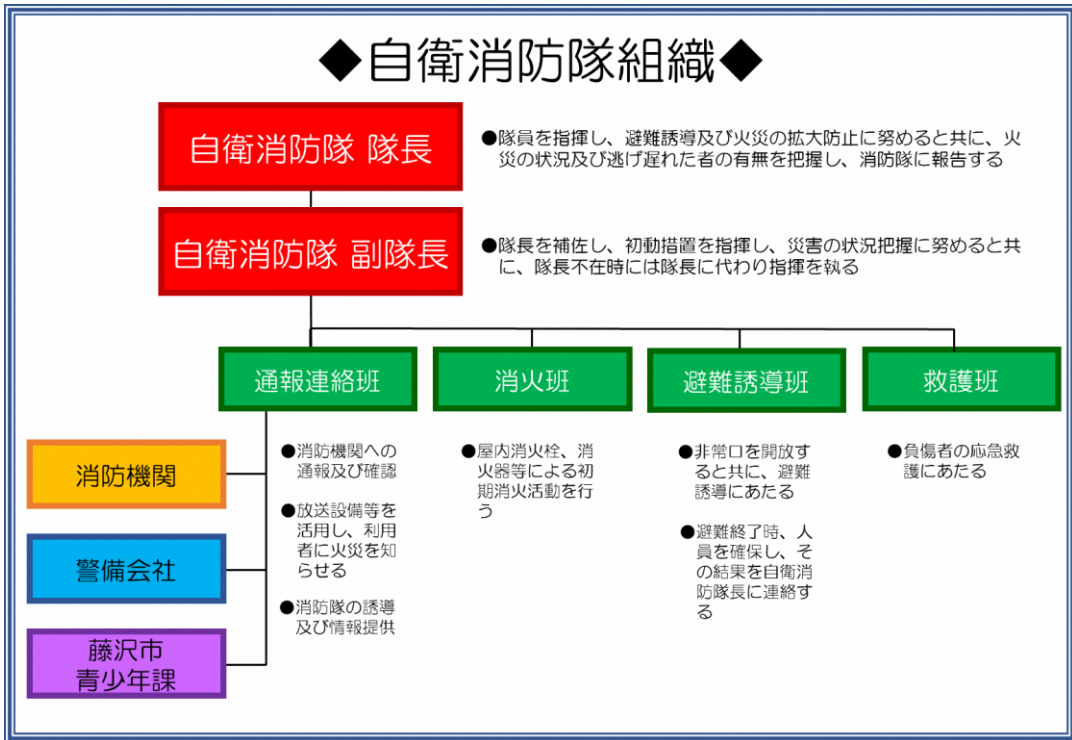 ◆自衛消防隊組織◆
自衛消防隊 隊長
●隊員を指揮し、避難誘導及び火災の拡大防止に努めると共に、火
災の状況及び逃げ遅れた者の有無を把握し、消防隊に報告する
自衛消防隊 副隊長
●隊長を補佐し、初動措置を指揮し、災害の状況把握に努めると共
に、隊長不在時には隊長に代わり指揮を執る
通報連絡班
消火班
避難誘導班
救護班
消防機関
警備会社
藤沢市
青少年課
●消防機関への
通報及び確認
●放送設備等を
活用し、利用
者に火災を知
らせる
●消防隊の誘導
及び情報提供
●屋内消火栓、消
火器等による初
期消火活動を行
う
●非常口を開放す
ると共に、避難
誘導にあたる
●避難終了時、人
員を確保し、そ
の結果を自衛消
防隊長に連絡す
る
●負傷者の応急救
護にあたる